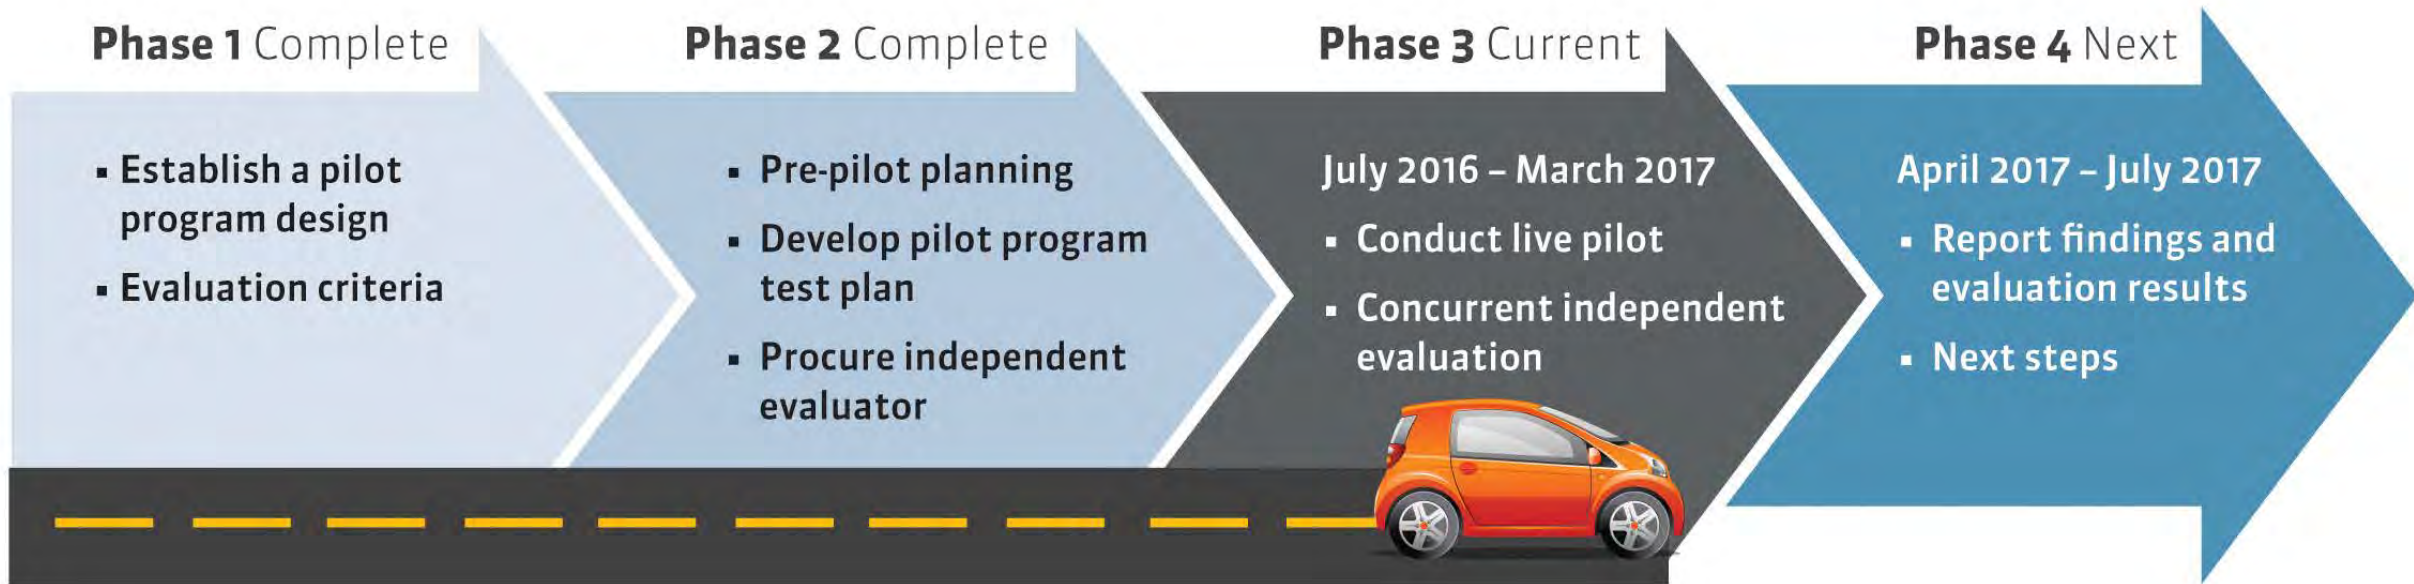 Phase 1 Complete
▪ Establish a pilot
program design
▪ Evaluation criteria
Phase 2 Complete
▪ Pre-pilot planning
▪ Develop pilot program
test plan
▪ Procure independent
evaluator
Phase 3 Current
July 2016 – March 2017
▪ Conduct live pilot
▪ Concurrent independent
evaluation
Phase 4 Next
April 2017 – July 2017
▪ Report findings and
evaluation results
▪ Next steps